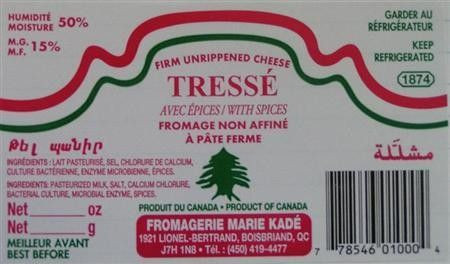 HUMIDITÉ
MOISTURE 50%
M.G.
M.F. 15%
GARDER AU
RÉFRIGÉRATEUR
KEEP
REFRIGERATED
1874
FIRM UNRIPPENED CHEESE
TRESSÉ
AVEC ÉPICES / WITH SPICES
FROMAGE NON AFFINÉ
À PÂTE FERME
Թել պանիր
مشللة
INGRÉDIENTS : LAIT PASTEURISÉ, SEL, CHLORURE DE CALCIUM,
CULTURE BACTÉRIENNE, ENZYME MICROBIENNE, ÉPICES.
INGREDIENTS: PASTEURIZED MILK, SALT, CALCIUM CHLORIDE,
BACTERIAL CULTURE, MICROBIAL ENZYME, SPICES.
Net______ oz
Net______ g
MEILLEUR AVANT
BEST BEFORE
PRODUIT DU CANADA • PRODUCT OF CANADA
FROMAGERIE MARIE KADÉ
1921 LIONEL-BERTRAND, BOISBRIAND, QC
J7H 1N8 • Tél.: (450) 419-4477
7 78546 01000 4